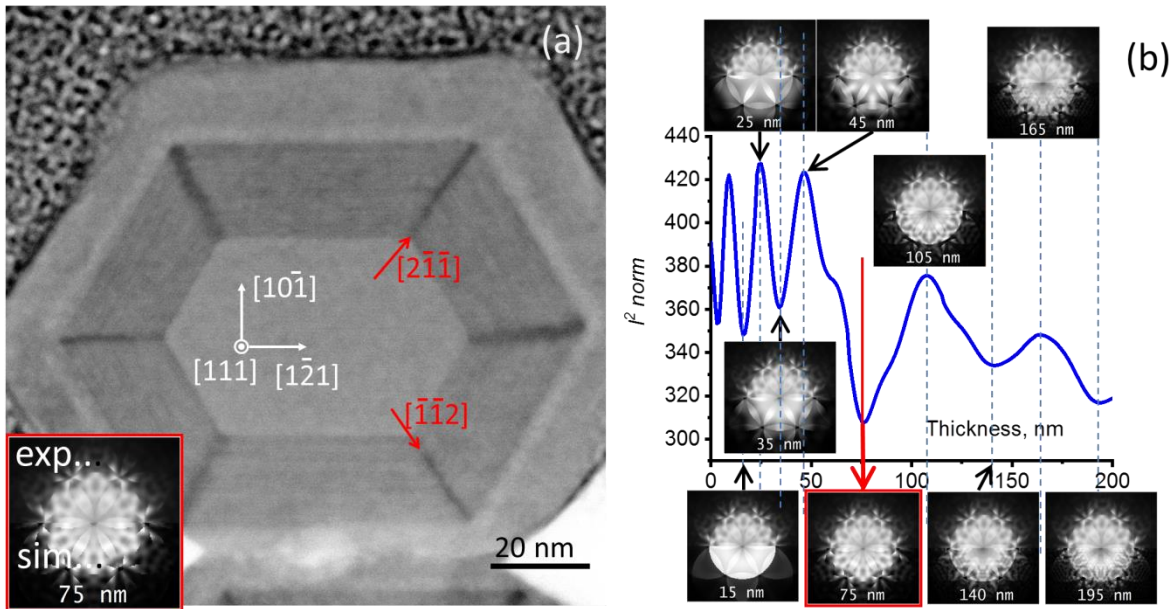 (a)
[101̄]
[21̄1̄]
[111]
[12̄1]
[1̄1̄2]
exp...
sim...
75 nm
20 nm
(b)
25 nm
45 nm
165 nm
105 nm
35 nm
440
420
400
380
360
340
320
300
I² norm
Thickness, nm
0 50 100 150 200
15 nm
75 nm
140 nm
195 nm